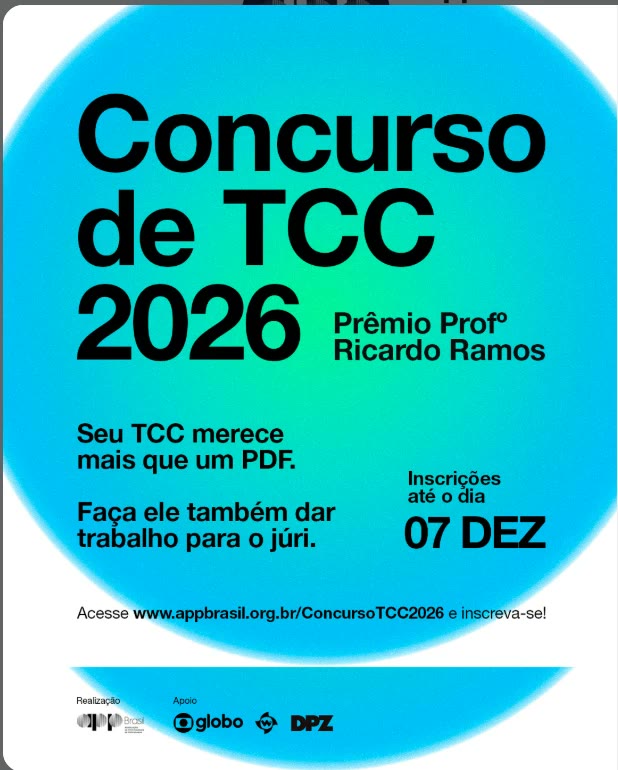 Concurso
de TCC
2026
Prêmio Profº
Ricardo Ramos
Seu TCC merece
mais que um PDF.
Faça ele também dar
trabalho para o júri.
Inscrições
até o dia
07 DEZ
Acesse www.appbrasil.org.br/ConcursoTCC2026 e inscreva-se!
Realização
Apoio
app Brasil
globo
DPZ